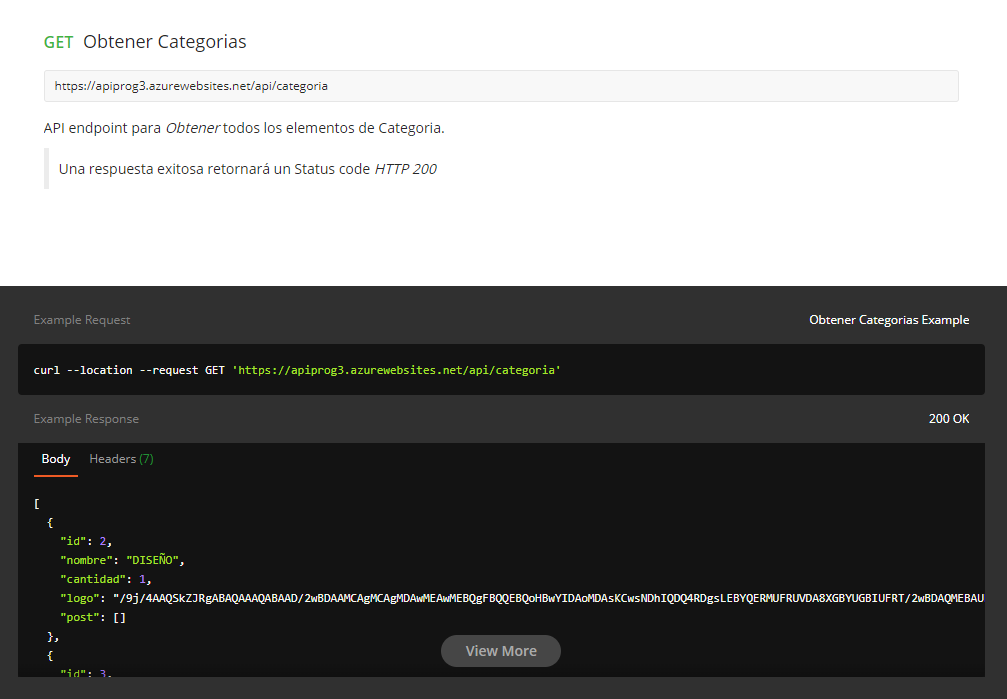 GET Obtener Categorias
https://apiprog3.azurewebsites.net/api/categoria
API endpoint para Obtener todos los elementos de Categoria.
Una respuesta exitosa retornará un Status code HTTP 200
Example Request
Obtener Categorias Example
curl --location --request GET 'https://apiprog3.azurewebsites.net/api/categoria'
Example Response
200 OK
Body Headers (7)
[
{
"id": 2,
"nombre": "DISEÑO",
"cantidad": 1,
"logo": "/9j/4AAQSkZJRgABAQAAAQABAAD/2wBDAAMCAgMCAgMDAwMEAwMEBQgFBQQEBQoHBwYIDAoMDAsKCwsNDhIQDQ4RDgsLEBYQERMUFRUVDA8XGBYUGBIUFRT/2wBDAQMEBAU
"post": []
},
{
"id": 3,
View More